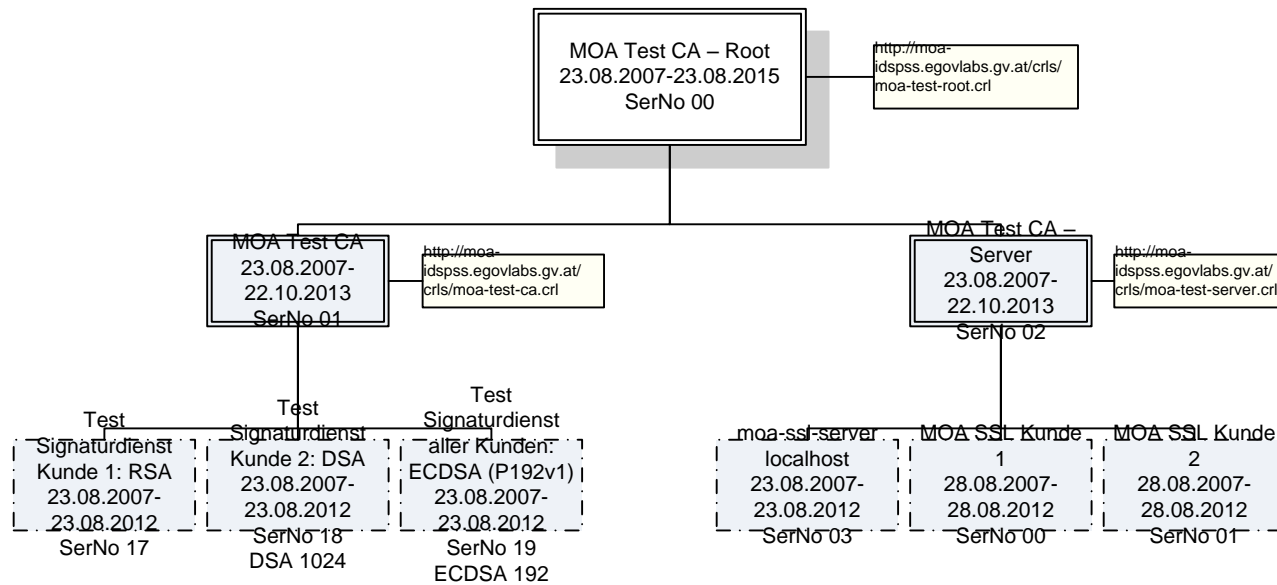 MOA Test CA – Root
23.08.2007-23.08.2015
SerNo 00
http://moa-
idspss.egovlabs.gv.at/crls/
moa-test-root.crl
MOA Test CA
23.08.2007-
22.10.2013
SerNo 01
http://moa-
idspss.egovlabs.gv.at/
crls/moa-test-ca.crl
MOA Test CA –
Server
23.08.2007-
22.10.2013
SerNo 02
http://moa-
idspss.egovlabs.gv.at/
crls/moa-test-server.crl
Test
Signaturdienst
Kunde 1: RSA
23.08.2007-
23.08.2012
SerNo 17
Test
Signaturdienst
Kunde 2: DSA
23.08.2007-
23.08.2012
SerNo 18
DSA 1024
Test
Signaturdienst
aller Kunden:
ECDSA (P192v1)
23.08.2007-
23.08.2012
SerNo 19
ECDSA 192
moa-ssl-server
localhost
23.08.2007-
23.08.2012
SerNo 03
MOA SSL Kunde
1
28.08.2007-
28.08.2012
SerNo 00
MOA SSL Kunde
2
28.08.2007-
28.08.2012
SerNo 01